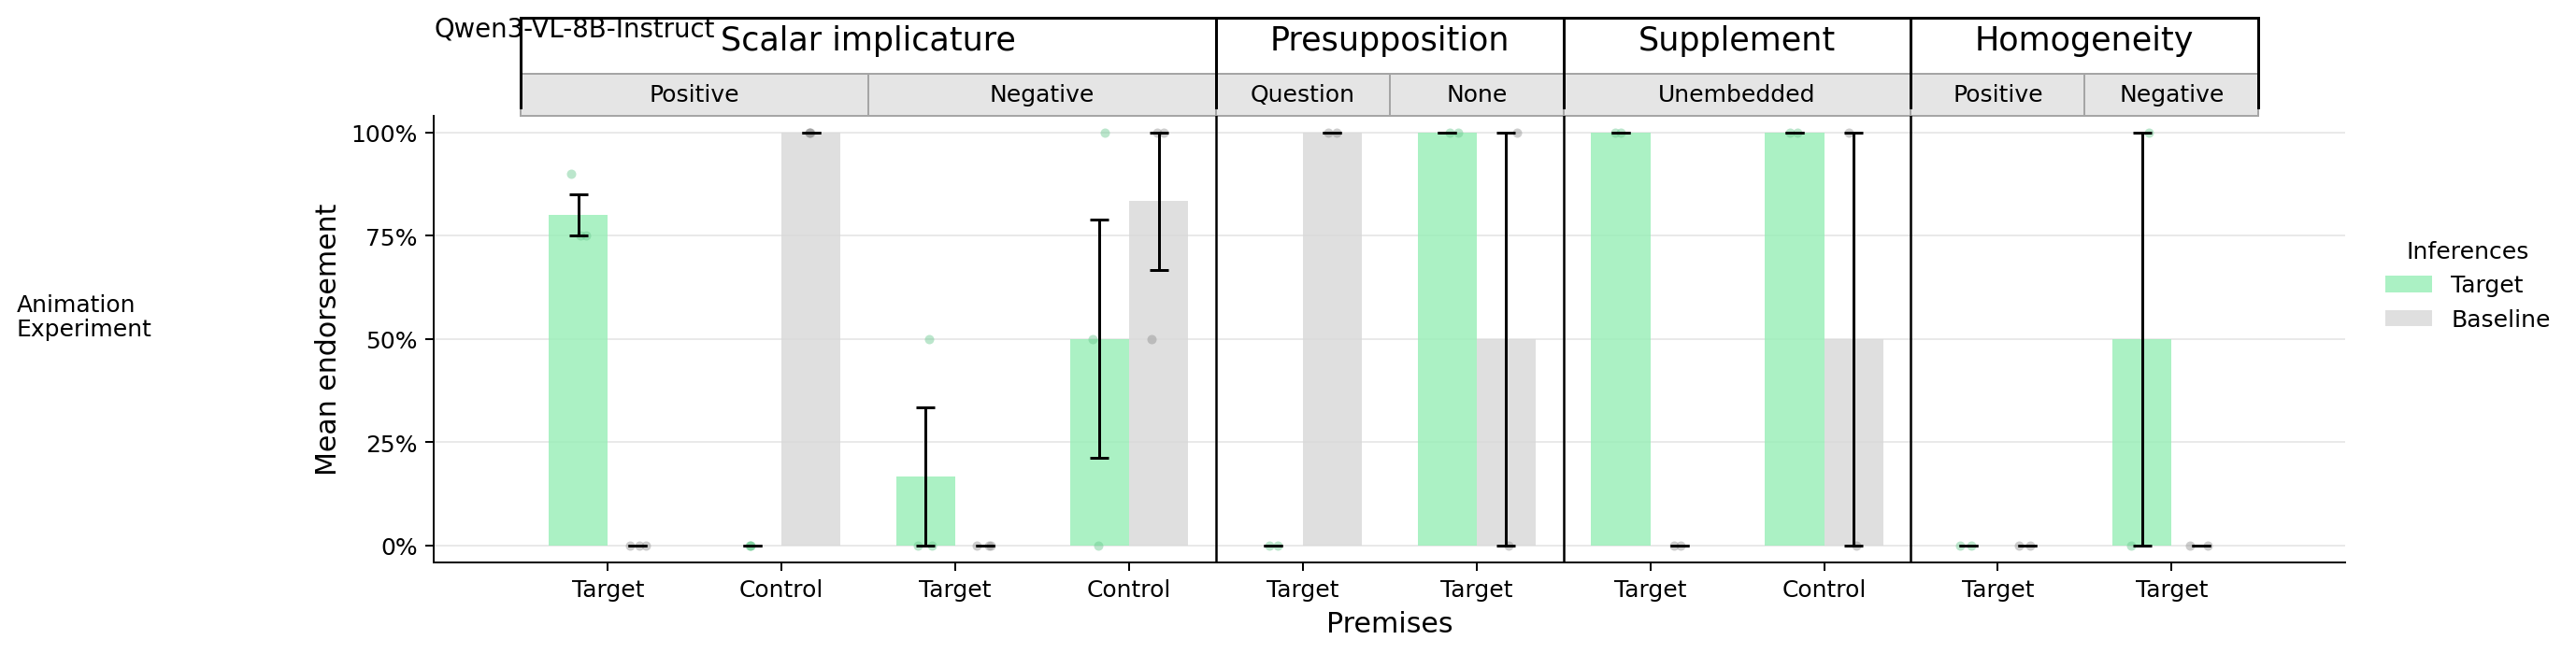 Qwen3-VL-8B-Instruct
Scalar implicature Presupposition Supplement Homogeneity
Positive Negative Question None Unembedded Positive Negative
100%
75%
50%
25%
0%
Mean endorsement
Animation
Experiment
Inferences
Target
Baseline
Target Control Target Control Target Target Target Control Target Target
Premises